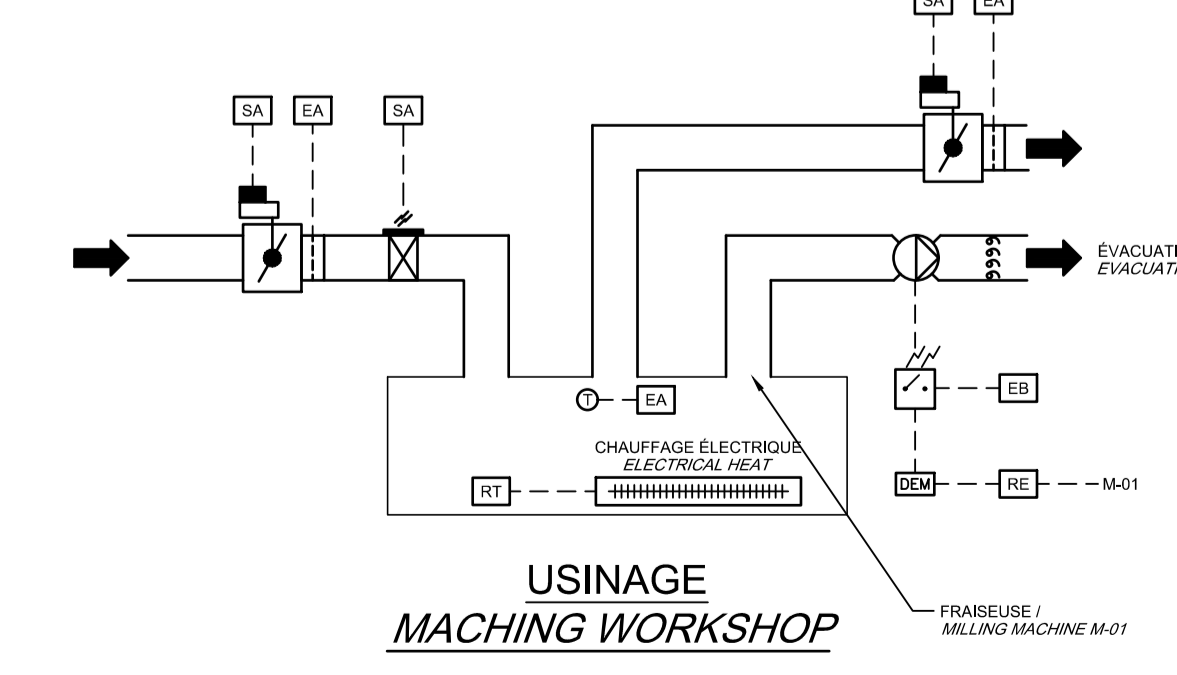 SA EA
SA EA SA
ÉVACUATI
EVACUATI
T EA
EB
CHAUFFAGE ÉLECTRIQUE
ELECTRICAL HEAT
RT
DEM RE M-01
USINAGE
MACHING WORKSHOP
FRAISEUSE /
MILLING MACHINE M-01